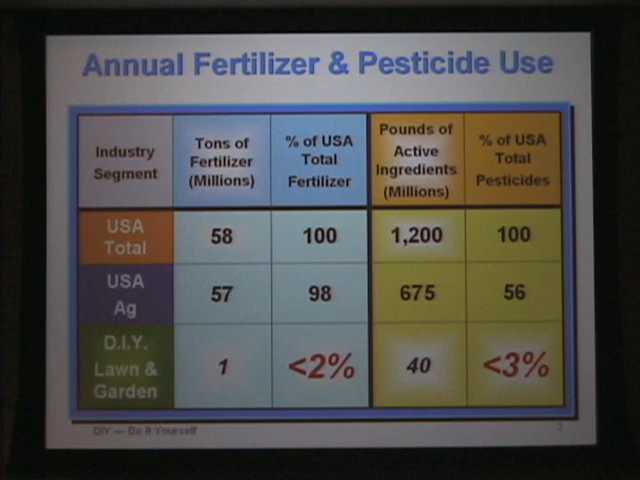 Annual Fertilizer & Pesticide Use
Industry Segment
Tons of Fertilizer (Millions)
% of USA Total Fertilizer
Pounds of Active Ingredients (Millions)
% of USA Total Pesticides
USA Total
58
100
1,200
100
USA Ag
57
98
675
56
D.I.Y. Lawn & Garden
1
<2%
40
<3%
DIY — Do It Yourself
3